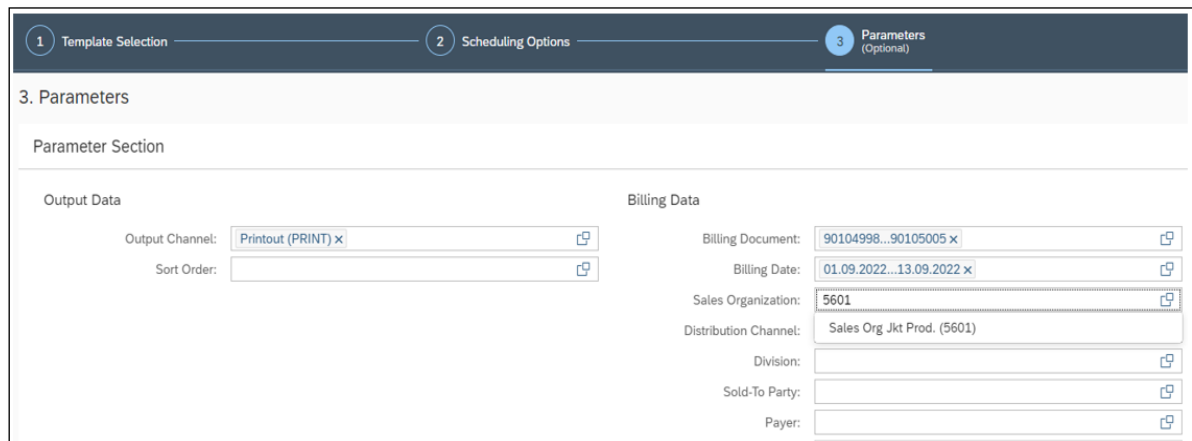 1 Template Selection 2 Scheduling Options 3 Parameters
(Optional)
3. Parameters
Parameter Section
Output Data
Output Channel: Printout (PRINT) ×
Sort Order:
Billing Data
Billing Document: 90104998...90105005 ×
Billing Date: 01.09.2022...13.09.2022 ×
Sales Organization: 5601
Sales Org Jkt Prod. (5601)
Distribution Channel:
Division:
Sold-To Party:
Payer: